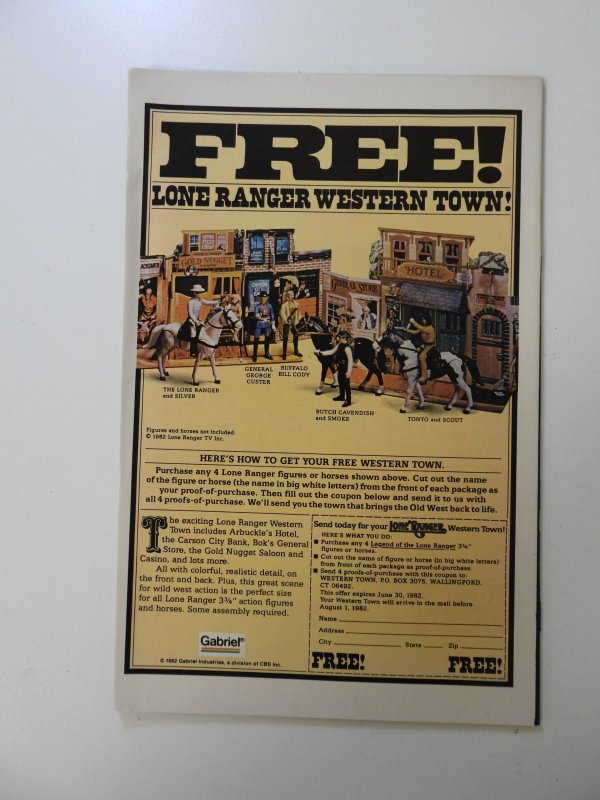 FREE!
LONE RANGER WESTERN TOWN!
GOLD NUGGET
GENERAL STORE
HOTEL
THE LONE RANGER
and SILVER
GENERAL
GEORGE
CUSTER
BUFFALO
BILL CODY
BUTCH CAVENDISH
and SMOKE
TONTO and SCOUT
Figures and horses not included.
© 1982 Lone Ranger TV Inc.
HERE'S HOW TO GET YOUR FREE WESTERN TOWN.
Purchase any 4 Lone Ranger figures or horses shown above. Cut out the name
of the figure or horse (the name in big white letters) from the front of each package as
your proof-of-purchase. Then fill out the coupon below and send it to us with
all 4 proofs-of-purchase. We'll send you the town that brings the Old West back to life.
The exciting Lone Ranger Western
Town includes Arbuckle's Hotel,
the Carson City Bank, Bok's General
Store, the Gold Nugget Saloon and
Casino, and lots more.
All with colorful, realistic detail, on
the front and back. Plus, this great scene
for wild west action is the perfect size
for all Lone Ranger 3¾" action figures
and horses. Some assembly required.
Gabriel®
© 1982 Gabriel Industries, a division of CBS Inc.
Send today for your LONE RANGER Western Town!
HERE'S WHAT YOU DO:
■ Purchase any 4 Legend of the Lone Ranger 3¾"
figures or horses.
■ Cut out name of figure or horse (in big white letters)
from front of each package as proof-of-purchase.
■ Send 4 proofs-of-purchase with this coupon to:
WESTERN TOWN, P.O. BOX 3075, WALLINGFORD,
CT 06492.
This offer expires June 30, 1982.
Your Western Town will arrive in the mail before
August 1, 1982.
Name
Address
City State Zip
FREE! FREE!